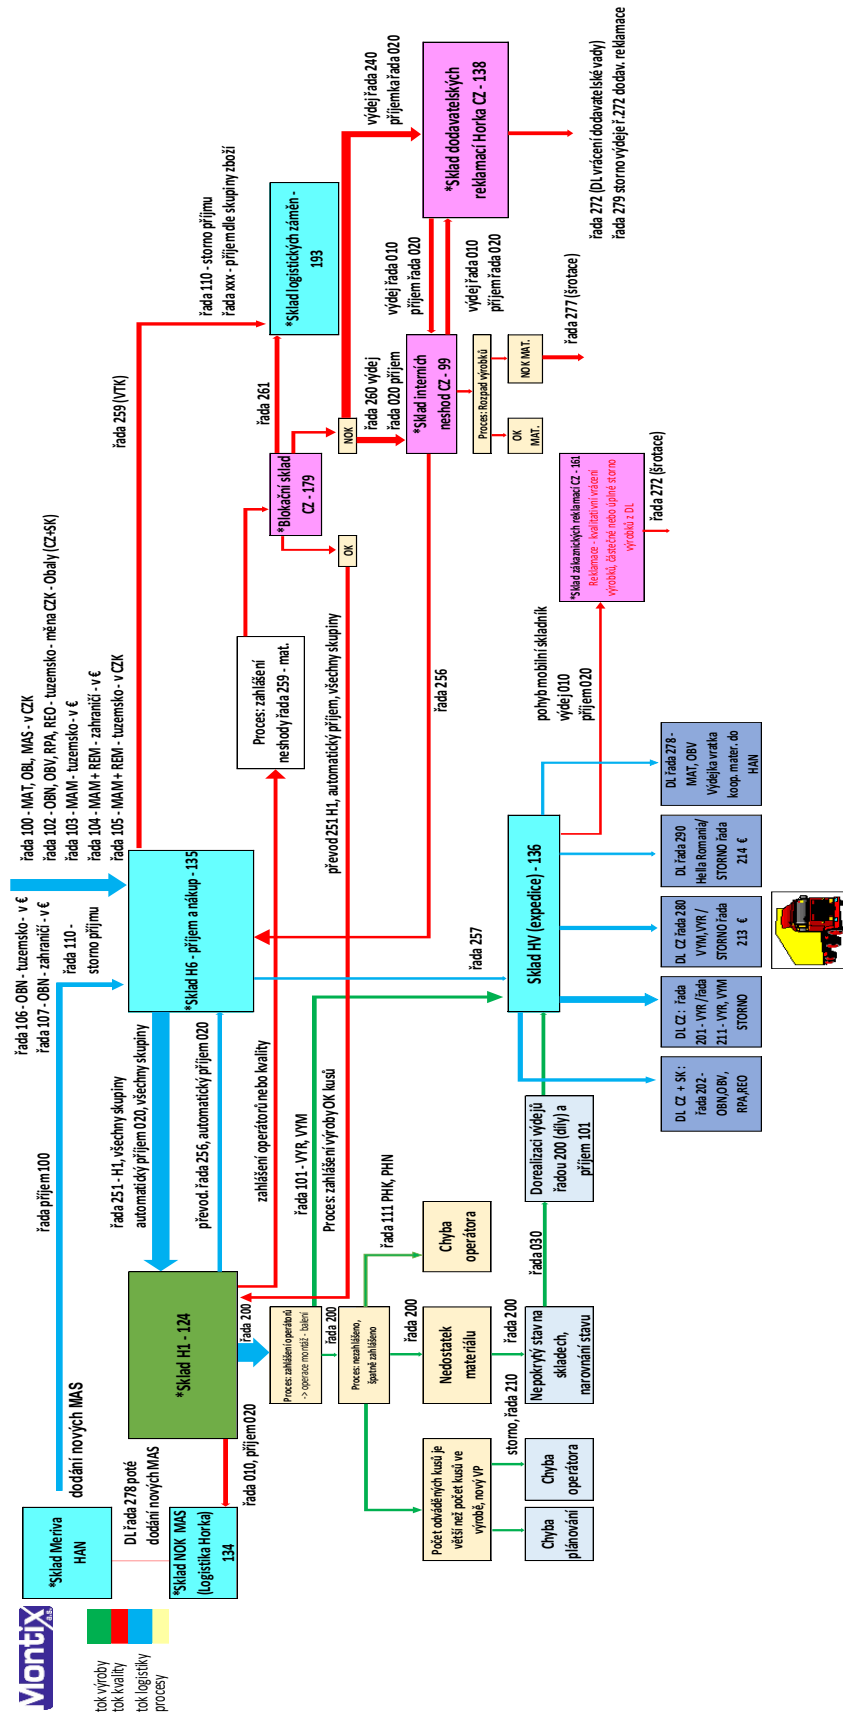 Montix
a.s.
tok výroby
tok kvality
tok logistiky
procesy
*Sklad Meriva
HAN
dodání nových MAS
řada příjem 100
DL řada 278 poté
dodání nových MAS
*Sklad NOK MAS
(Logistika Horka)
134
řada 010, příjem 020
*Sklad H1 - 124
řada 251 - H1, všechny skupiny
automatický příjem 020, všechny skupiny
převod. řada 256, automatický příjem 020
řada 106 - OBN - tuzemsko - v €
řada 107 - OBN - zahraničí - v €
řada 110 -
storno příjmu
řada 100 - MAT, OBL, MAS - v CZK
řada 102 - OBN, OBV, RPA, REO - tuzemsko - měna CZK - Obaly (CZ+SK)
řada 103 - MAM - tuzemsko - v €
řada 104 - MAM + REM - zahraničí - v €
řada 105 - MAM + REM - tuzemsko - v CZK
*Sklad H6 - příjem a nákup - 135
řada 259 (VTK)
řada 110 - storno příjmu
řada xxx - příjem dle skupiny zboží
*Sklad logistických záměn -
193
řada 261
zahlášení operátorů nebo kvality
Proces: zahlášení
neshody řada 259 - mat.
*Blokační sklad
CZ - 179
NOK
OK
převod 251 H1, automatický příjem, všechny skupiny
řada 260 výdej
řada 020 příjem
výdej řada 240
příjemka řada 020
*Sklad dodavatelských
reklamací Horka CZ - 138
výdej řada 010
příjem řada 020
výdej řada 010
příjem řada 020
*Sklad interních
neshod CZ - 99
řada 256
Proces: Rozpad výrobků
OK
MAT.
NOK MAT.
řada 277 (šrotace)
řada 272 (DL vrácení dodavatelské vady)
řada 279 storno výdeje ř.272 dodav. reklamace
řada 200
Proces: zahlášení operátorů
-> operace montáž - balení
řada 101 - VYR, VYM
Proces: zahlášení výroby OK kusů
řada 200
Proces: nezahlášeno,
špatně zahlášeno
řada 111 PHK, PHN
řada 200
Počet odváděných kusů je
větší než počet kusů ve
výrobě, nový VP
Nedostatek
materiálu
Chyba
operátora
storno, řada 210
řada 200
Chyba
plánování
Chyba
operátora
Nepokrytý stav na
skladech,
narovnání stavu
řada 030
Dorealizaci výdejů
řadou 200 (díly) a
příjem 101
řada 257
Sklad HV (expedice) - 136
pohyb mobilní skladník
výdej 010
příjem 020
*Sklad zákaznických reklamací CZ - 161
Reklamace - kvalitativní vrácení
výrobků, částečné nebo úplné storno
výrobků z DL
řada 272 (šrotace)
DL CZ + SK :
řada 202 -
OBN,OBV,
RPA,REO
DL CZ : řada
201 - VYR / řada
211 - VYR, VYM
STORNO
DL CZ řada 280
VYM,VYR /
STORNO řada
213 €
DL řada 290
Hella Romania/
STORNO řada
214 €
DL řada 278 -
MAT, OBV
Výdejka vratka
koop. mater. do
HAN